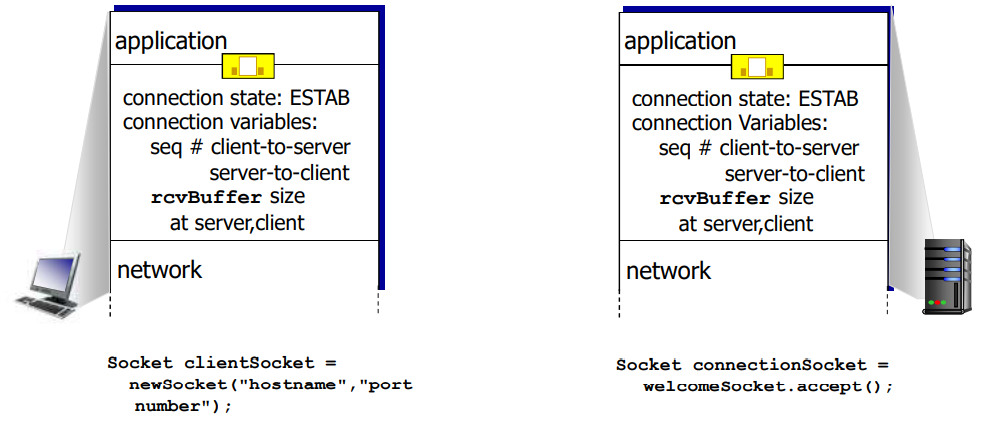 application
connection state: ESTAB
connection variables:
seq # client-to-server
server-to-client
rcvBuffer size
at server,client
network
Socket clientSocket =
newSocket("hostname","port
number");
application
connection state: ESTAB
connection Variables:
seq # client-to-server
server-to-client
rcvBuffer size
at server,client
network
Socket connectionSocket =
welcomeSocket.accept();